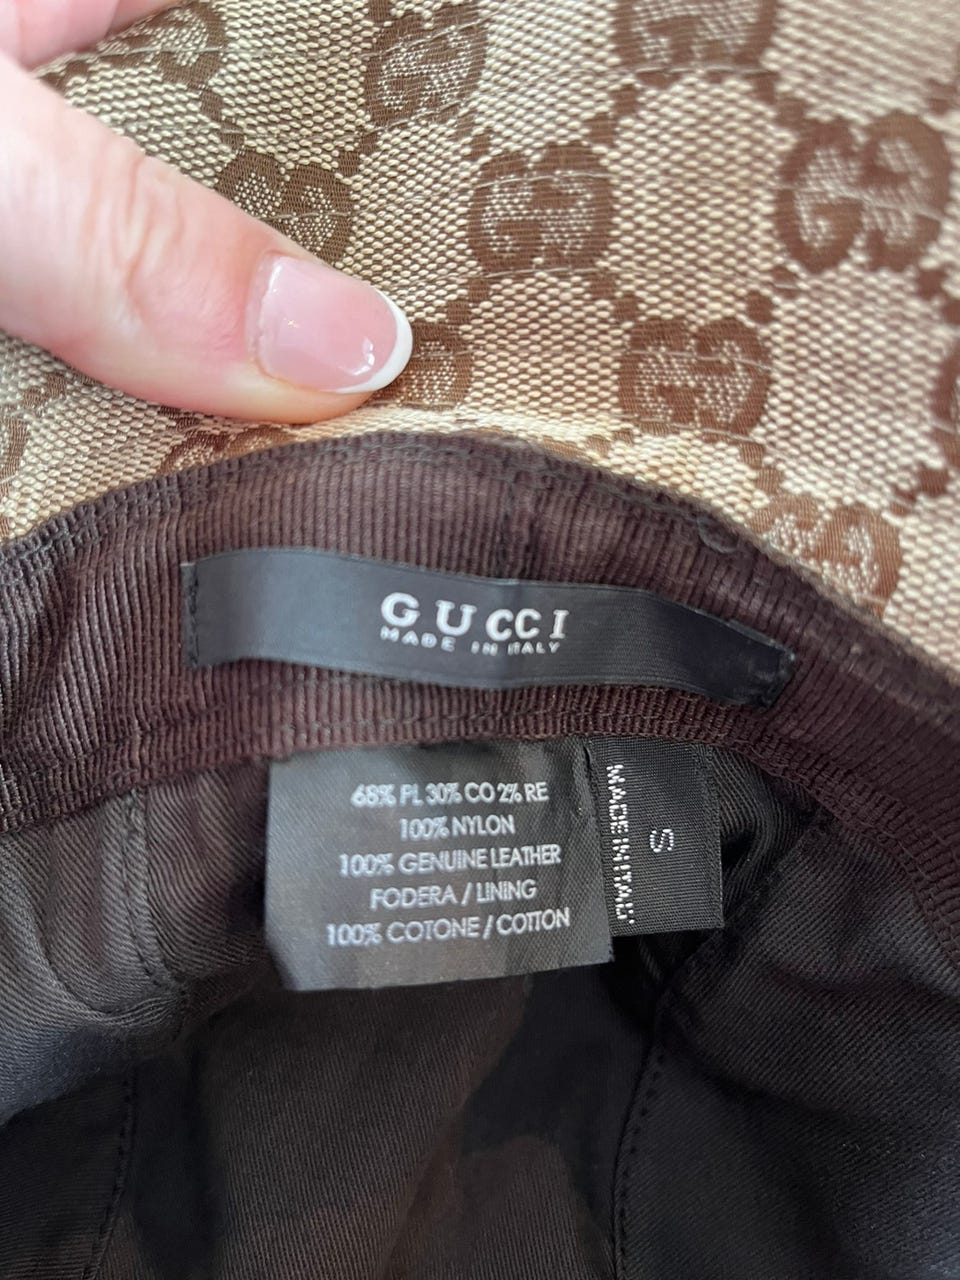 GUCCI
MADE IN ITALY
68% PL 30% CO 2% RE
100% NYLON
100% GENUINE LEATHER
FODERA / LINING
100% COTONE / COTTON
S
MADE IN ITALY